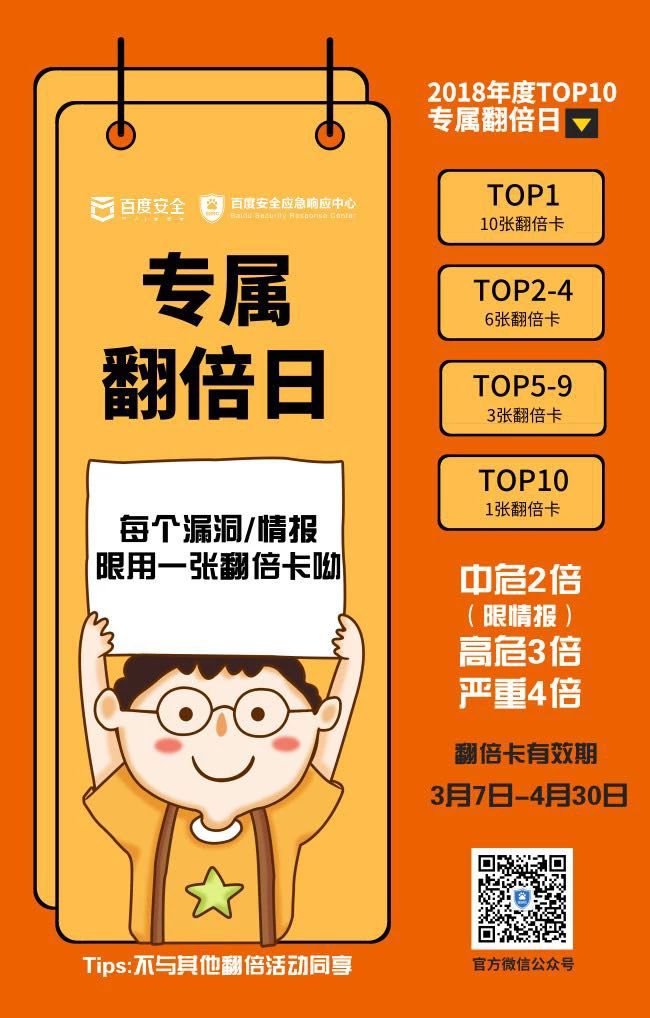 百度安全
百度安全应急响应中心
Baidu Security Response Center
专属
翻倍日
每个漏洞/情报
限用一张翻倍卡呦
Tips:不与其他翻倍活动同享
2018年度TOP10
专属翻倍日
TOP1
10张翻倍卡
TOP2-4
6张翻倍卡
TOP5-9
3张翻倍卡
TOP10
1张翻倍卡
中危2倍
（限情报）
高危3倍
严重4倍
翻倍卡有效期
3月7日-4月30日
官方微信公众号